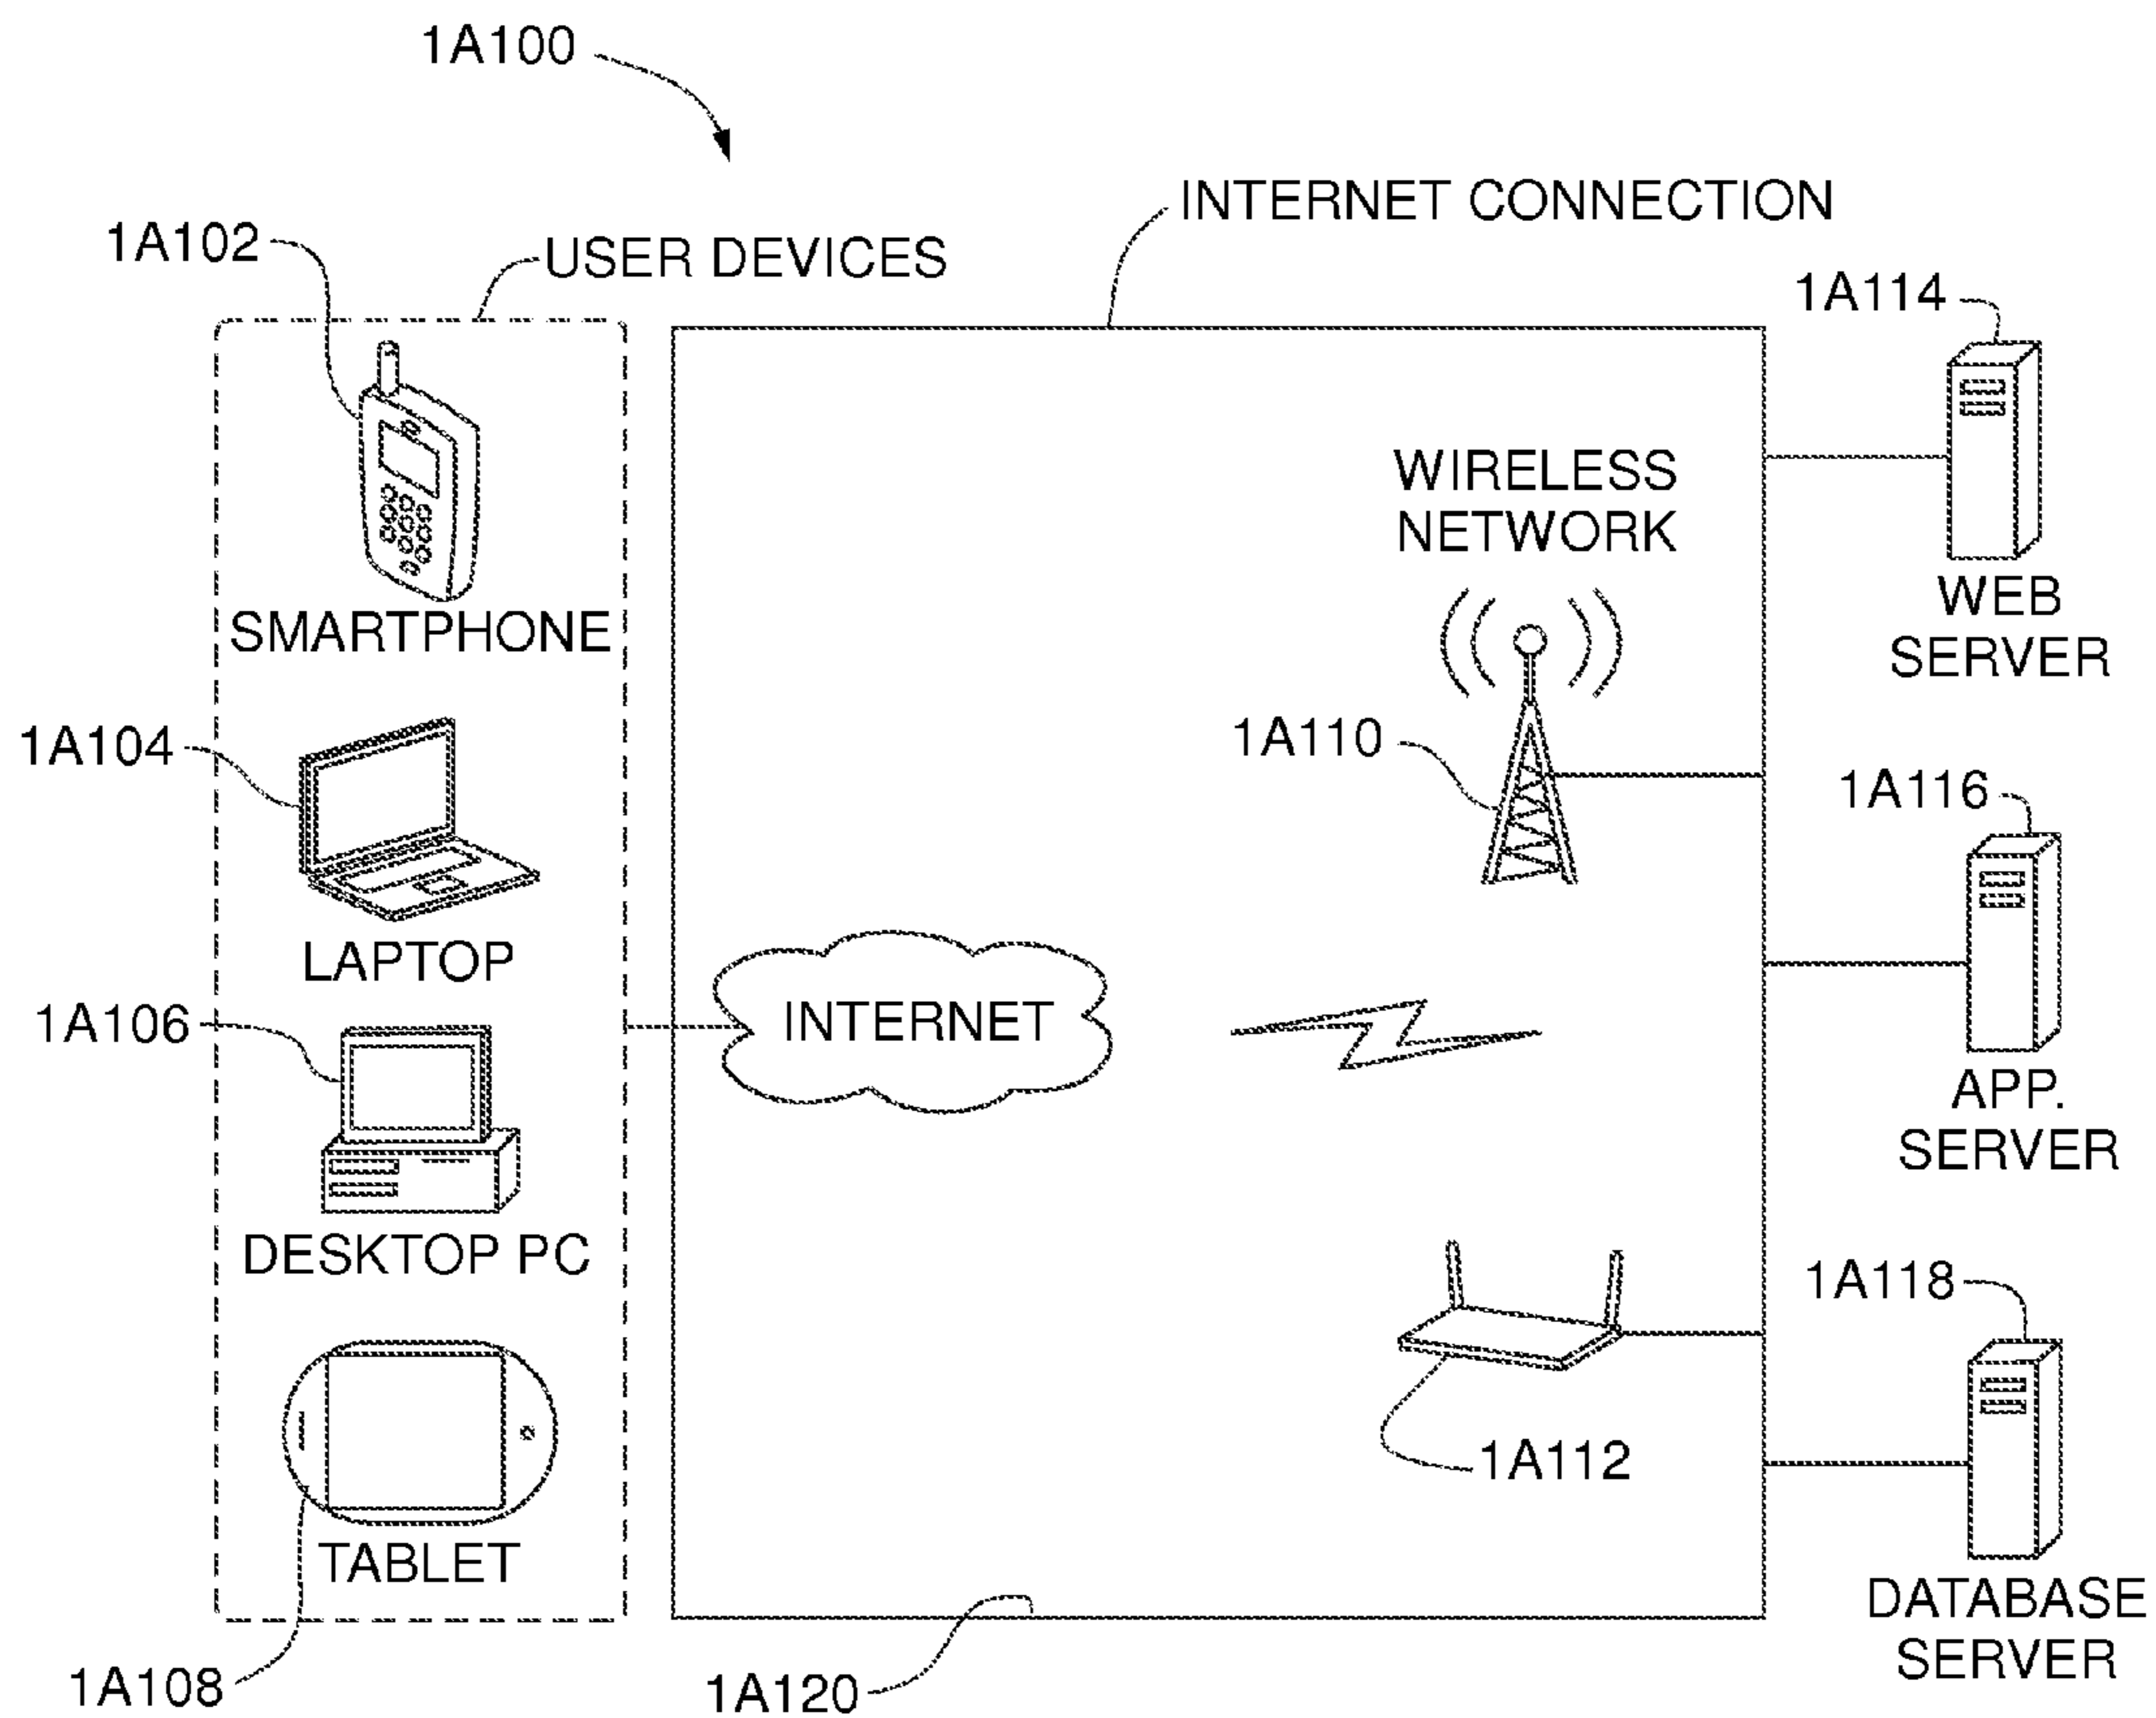 1A100
INTERNET CONNECTION
1A102
USER DEVICES
1A114
SMARTPHONE
WIRELESS
NETWORK
WEB
SERVER
1A104
1A110
1A116
LAPTOP
1A106
INTERNET
APP.
SERVER
DESKTOP PC
1A118
1A112
TABLET
DATABASE
SERVER
1A108
1A120